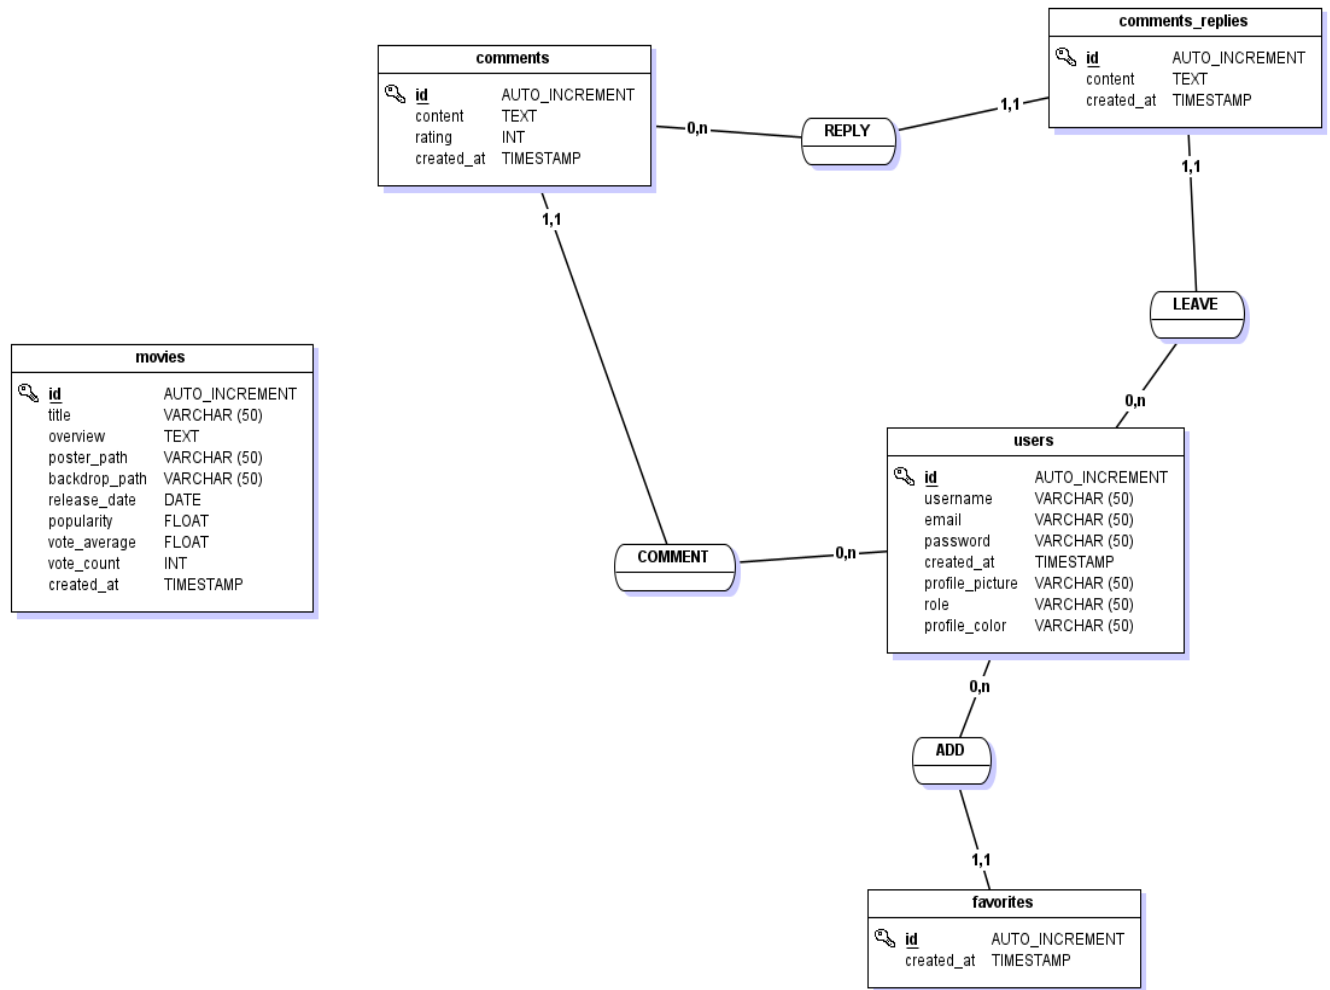 comments_replies
id AUTO_INCREMENT
content TEXT
created_at TIMESTAMP
comments
id AUTO_INCREMENT
content TEXT
rating INT
created_at TIMESTAMP
0,n
REPLY
1,1
1,1
1,1
LEAVE
0,n
movies
id AUTO_INCREMENT
title VARCHAR (50)
overview TEXT
poster_path VARCHAR (50)
backdrop_path VARCHAR (50)
release_date DATE
popularity FLOAT
vote_average FLOAT
vote_count INT
created_at TIMESTAMP
users
id AUTO_INCREMENT
username VARCHAR (50)
email VARCHAR (50)
password VARCHAR (50)
created_at TIMESTAMP
profile_picture VARCHAR (50)
role VARCHAR (50)
profile_color VARCHAR (50)
COMMENT
0,n
0,n
ADD
1,1
favorites
id AUTO_INCREMENT
created_at TIMESTAMP